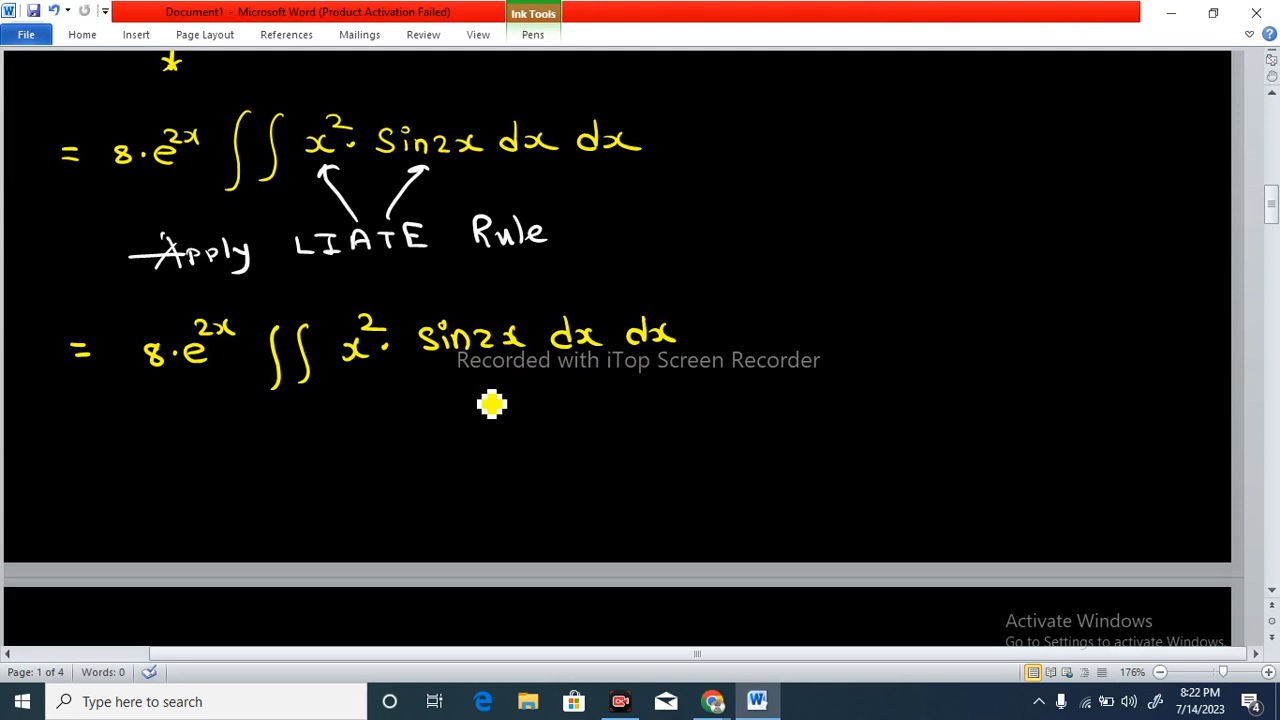 Document1 - Microsoft Word (Product Activation Failed)
Ink Tools
File Home Insert Page Layout References Mailings Review View Pens
= 8·e^2x ∫∫ x^2· Sin2x dx dx
Apply LIATE Rule
= 8·e^2x ∫∫ x^2· Sin2x dx dx
Recorded with iTop Screen Recorder
Activate Windows
Go to Settings to activate Windows.
Page: 1 of 4 Words: 0 176%
Type here to search
8:22 PM
7/14/2023
4